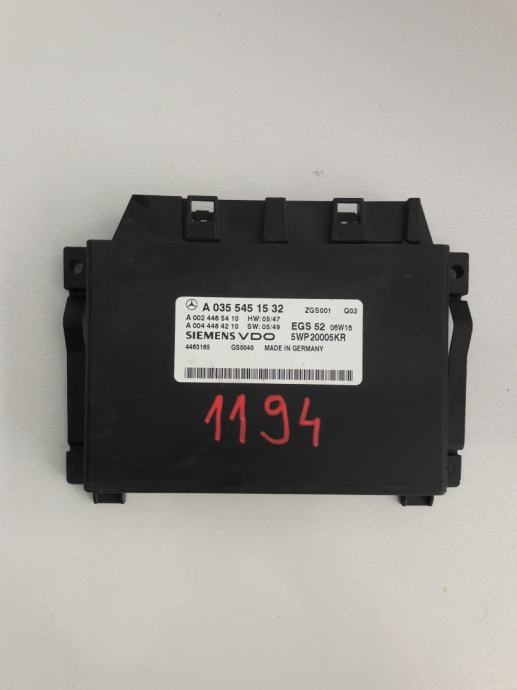 A 035 545 15 32 ZGS001 Q02
A 002 446 54 10 HW: 05/47
A 004 448 42 10 SW: 05/49 EGS 52 06W16
SIEMENS VDO 5WP20005KR
4463165 GS0040 MADE IN GERMANY
1194